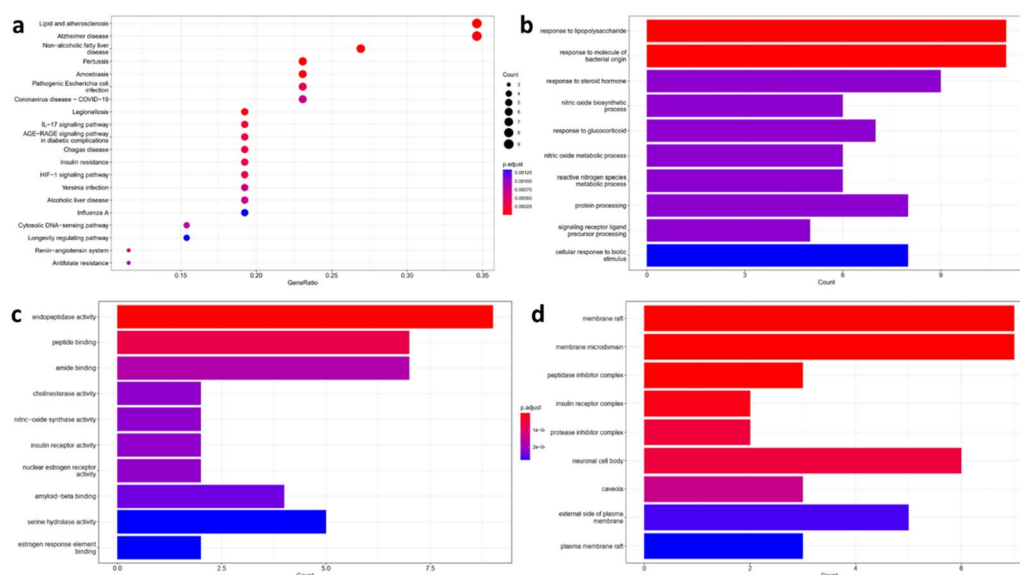 a
Lipid and atherosclerosis
Alzheimer disease
Non-alcoholic fatty liver
disease
Pertussis
Amoebiasis
Pathogenic Escherichia coli
infection
Coronavirus disease - COVID-19
Legionellosis
IL-17 signaling pathway
AGE-RAGE signaling pathway
in diabetic complications
Chagas disease
Insulin resistance
HIF-1 signaling pathway
Yersinia infection
Alcoholic liver disease
Influenza A
Cytosolic DNA-sensing pathway
Longevity regulating pathway
Renin-angiotensin system
Antifolate resistance
0.15 0.20 0.25 0.30 0.35
GeneRatio
Count
3
4
5
6
7
8
9
p.adjust
0.00125
0.00100
0.00075
0.00050
0.00025
b
response to lipopolysaccharide
response to molecule of
bacterial origin
response to steroid hormone
nitric oxide biosynthetic
process
response to glucocorticoid
nitric oxide metabolic process
reactive nitrogen species
metabolic process
protein processing
signaling receptor ligand
precursor processing
cellular response to biotic
stimulus
0 3 6 9
Count
c
endopeptidase activity
peptide binding
amide binding
cholinesterase activity
nitric-oxide synthase activity
insulin receptor activity
nuclear estrogen receptor
activity
amyloid-beta binding
serine hydrolase activity
estrogen response element
binding
0.0 2.5 5.0 7.5
Count
p.adjust
1e-0
2e-0
d
membrane raft
membrane microdomain
peptidase inhibitor complex
insulin receptor complex
protease inhibitor complex
neuronal cell body
caveola
external side of plasma
membrane
plasma membrane raft
0 2 4 6
Count